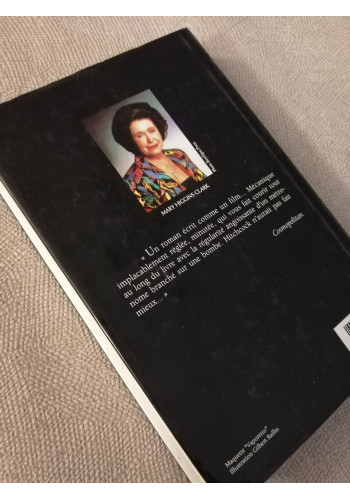 MARY HIGGINS CLARK
« Un roman écrit comme un film... Mécanique
implacablement réglée, minutée, qui vous fait courir tout
au long du livre avec la régularité angoissante d'un métro-
nome branché sur une bombe. Hitchcock n'aurait pas fait
mieux... »
Cosmopolitan.
Maquette "Vaporetto"
Illustration Gilbert Raffin